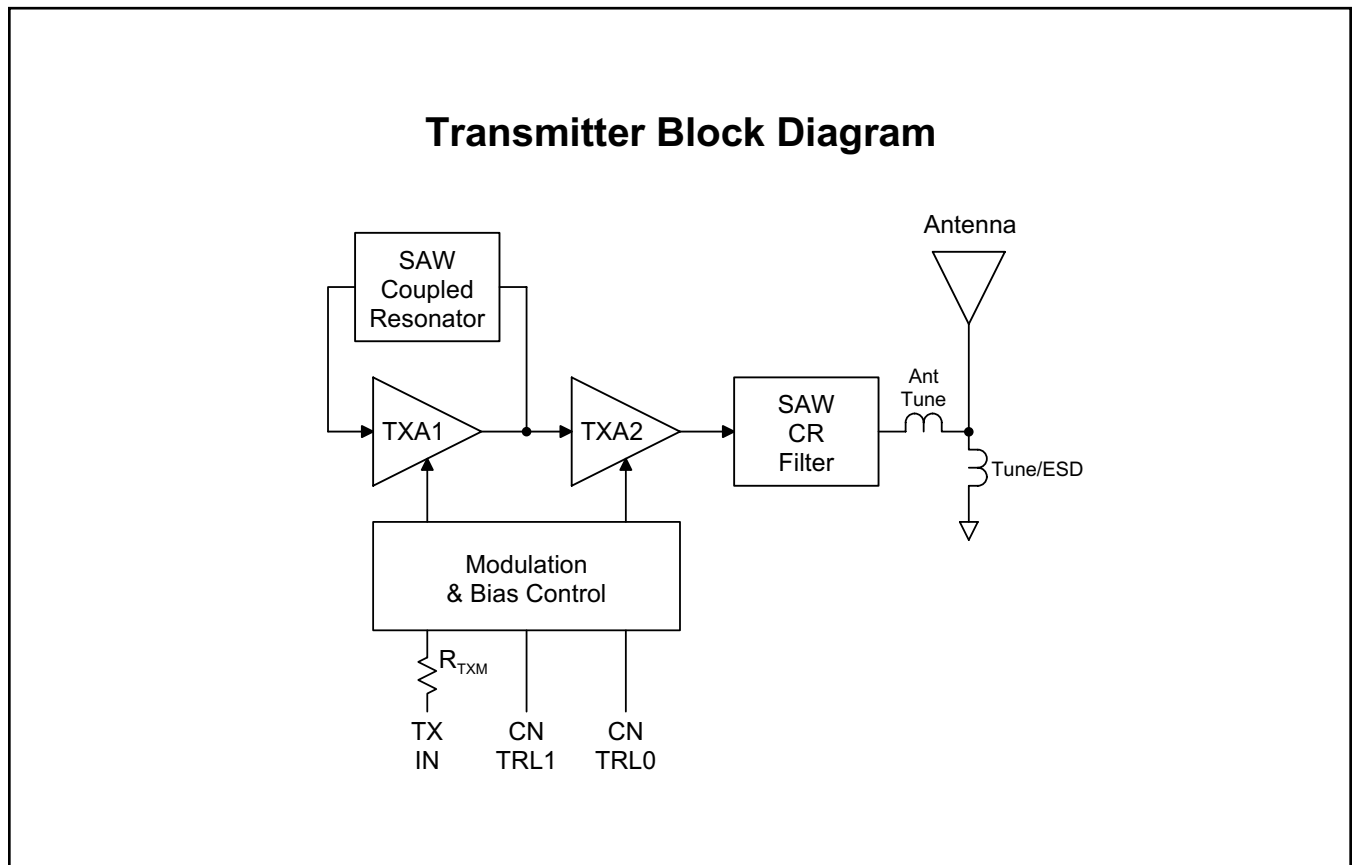 Transmitter Block Diagram
Antenna
SAW
Coupled
Resonator
Ant
Tune
TXA1
TXA2
SAW
CR
Filter
Tune/ESD
Modulation
& Bias Control
RTXM
TX
IN
CN
TRL1
CN
TRL0